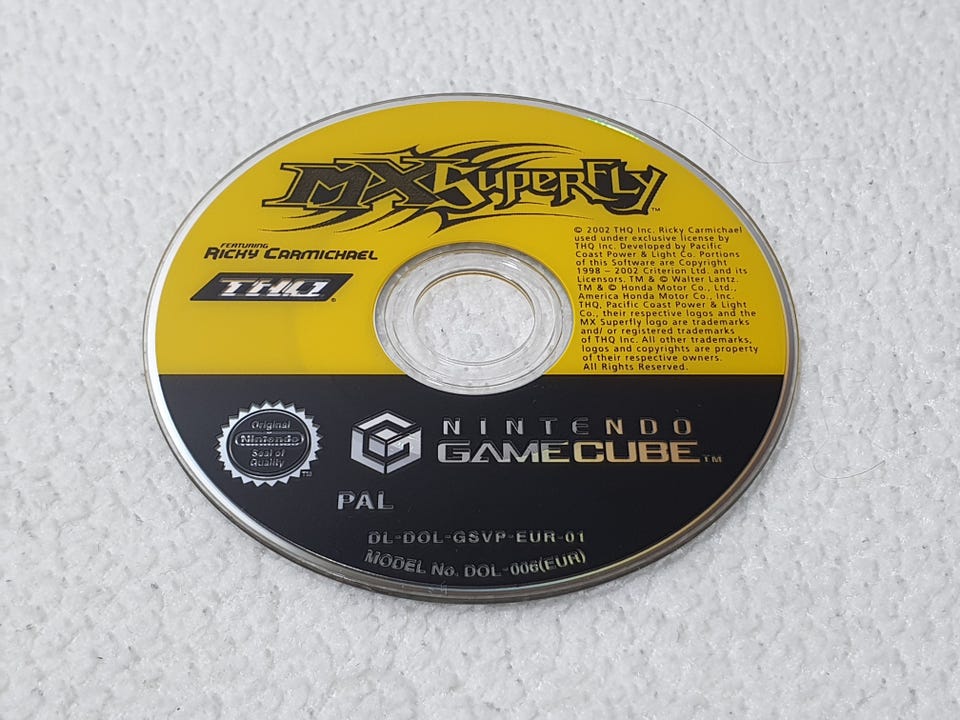 MX SUPERFLY™
FEATURING
RICKY CARMICHAEL
THQ®
© 2002 THQ Inc. Ricky Carmichael
used under exclusive license by
THQ Inc. Developed by Pacific
Coast Power & Light Co. Portions
of this Software are Copyright
1998 – 2002 Criterion Ltd. and its
Licensors. TM & © Walter Lantz.
TM & © Honda Motor Co., Ltd.,
America Honda Motor Co., Inc.
THQ, Pacific Coast Power & Light
Co., their respective logos and the
MX Superfly logo are trademarks
and/ or registered trademarks
of THQ Inc. All other trademarks,
logos and copyrights are property
of their respective owners.
All Rights Reserved.
Original
Nintendo
Seal of
Quality
TM
NINTENDO
GAMECUBE™
PAL
DL-DOL-GSVP-EUR-01
MODEL No. DOL-006(EUR)